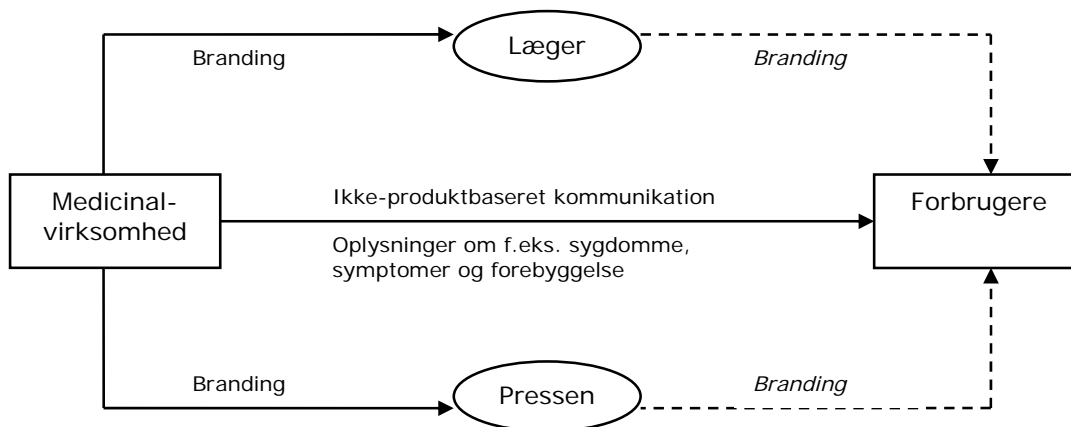 Læger
Branding
Branding
Medicinal-
virksomhed
Ikke-produktbaseret kommunikation
Oplysninger om f.eks. sygdomme,
symptomer og forebyggelse
Forbrugere
Branding
Pressen
Branding